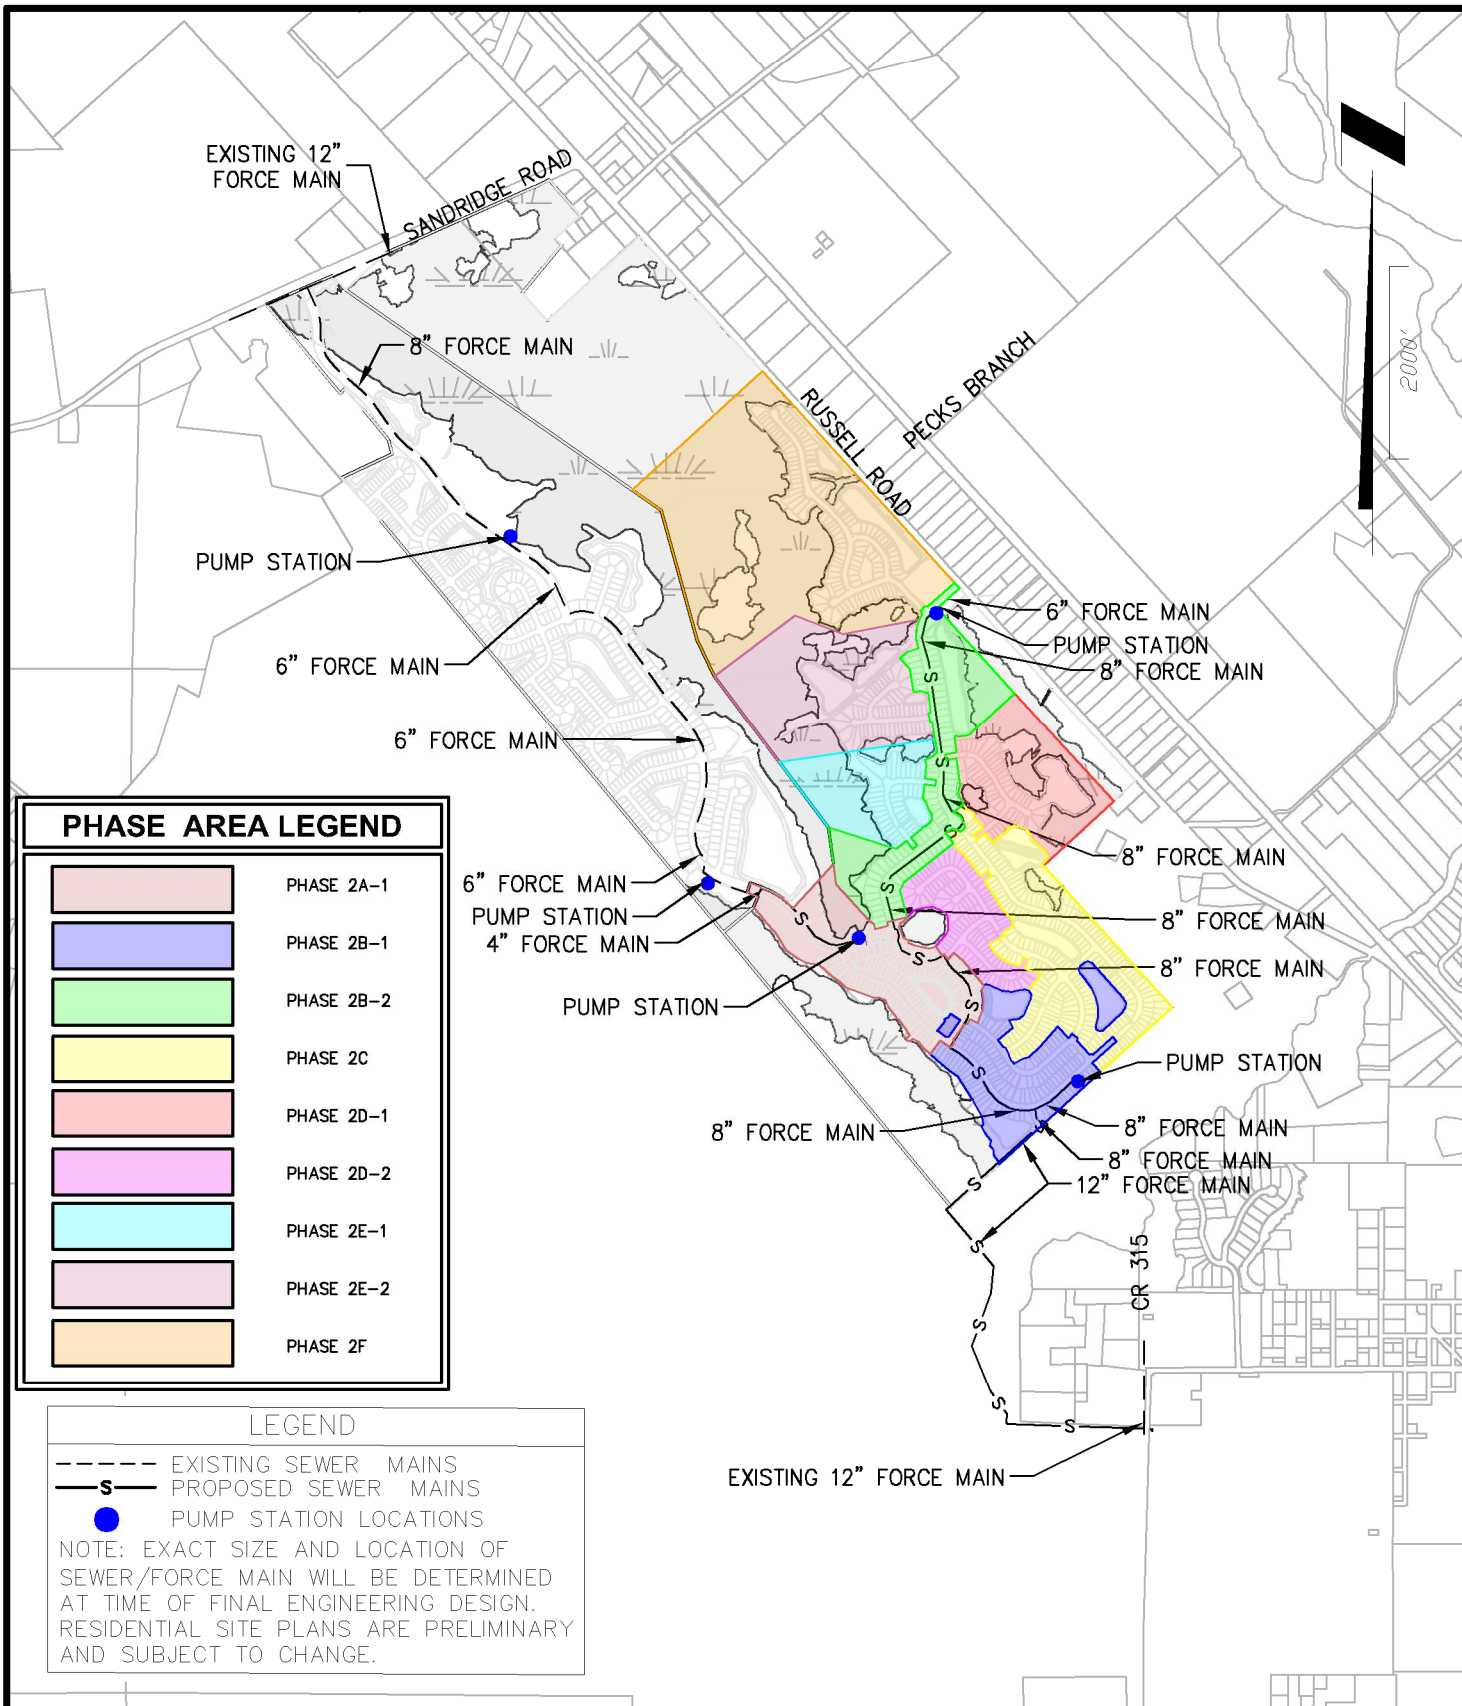 EXISTING 12"
FORCE MAIN
SANDRIDGE ROAD
8" FORCE MAIN
2000'
PECKS BRANCH
RUSSELL ROAD
PUMP STATION
6" FORCE MAIN
6" FORCE MAIN
PUMP STATION
8" FORCE MAIN
6" FORCE MAIN
PHASE AREA LEGEND
PHASE 2A-1
PHASE 2B-1
PHASE 2B-2
PHASE 2C
PHASE 2D-1
PHASE 2D-2
PHASE 2E-1
PHASE 2E-2
PHASE 2F
8" FORCE MAIN
6" FORCE MAIN
PUMP STATION
4" FORCE MAIN
8" FORCE MAIN
8" FORCE MAIN
PUMP STATION
PUMP STATION
8" FORCE MAIN
8" FORCE MAIN
8" FORCE MAIN
12" FORCE MAIN
CR 315
S
S
S
S
S
S
S
S
S
S
S
S
S
EXISTING 12" FORCE MAIN
LEGEND
EXISTING SEWER MAINS
S PROPOSED SEWER MAINS
PUMP STATION LOCATIONS
NOTE: EXACT SIZE AND LOCATION OF
SEWER/FORCE MAIN WILL BE DETERMINED
AT TIME OF FINAL ENGINEERING DESIGN.
RESIDENTIAL SITE PLANS ARE PRELIMINARY
AND SUBJECT TO CHANGE.